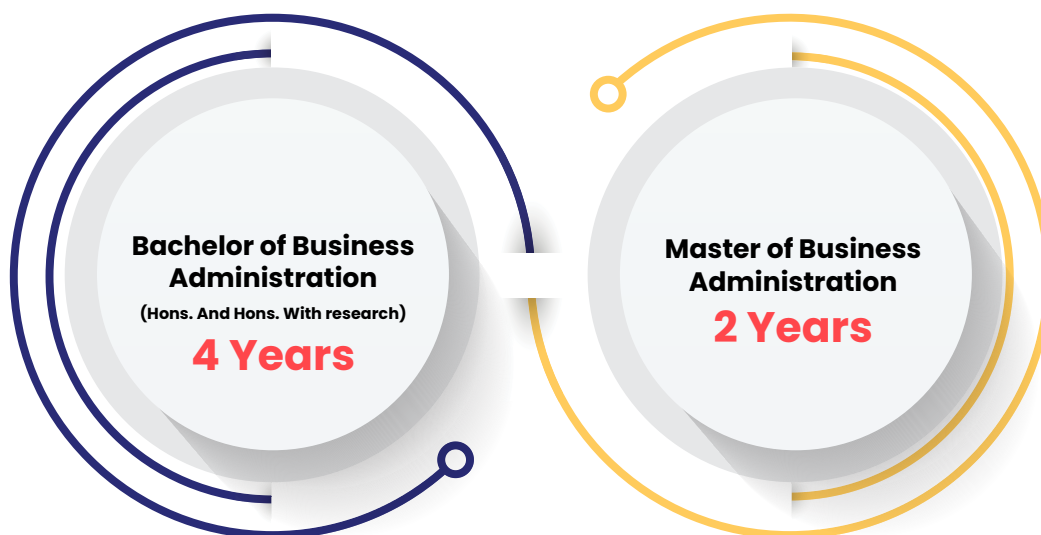 Bachelor of Business
Administration
(Hons. And Hons. With research)
4 Years
Master of Business
Administration
2 Years